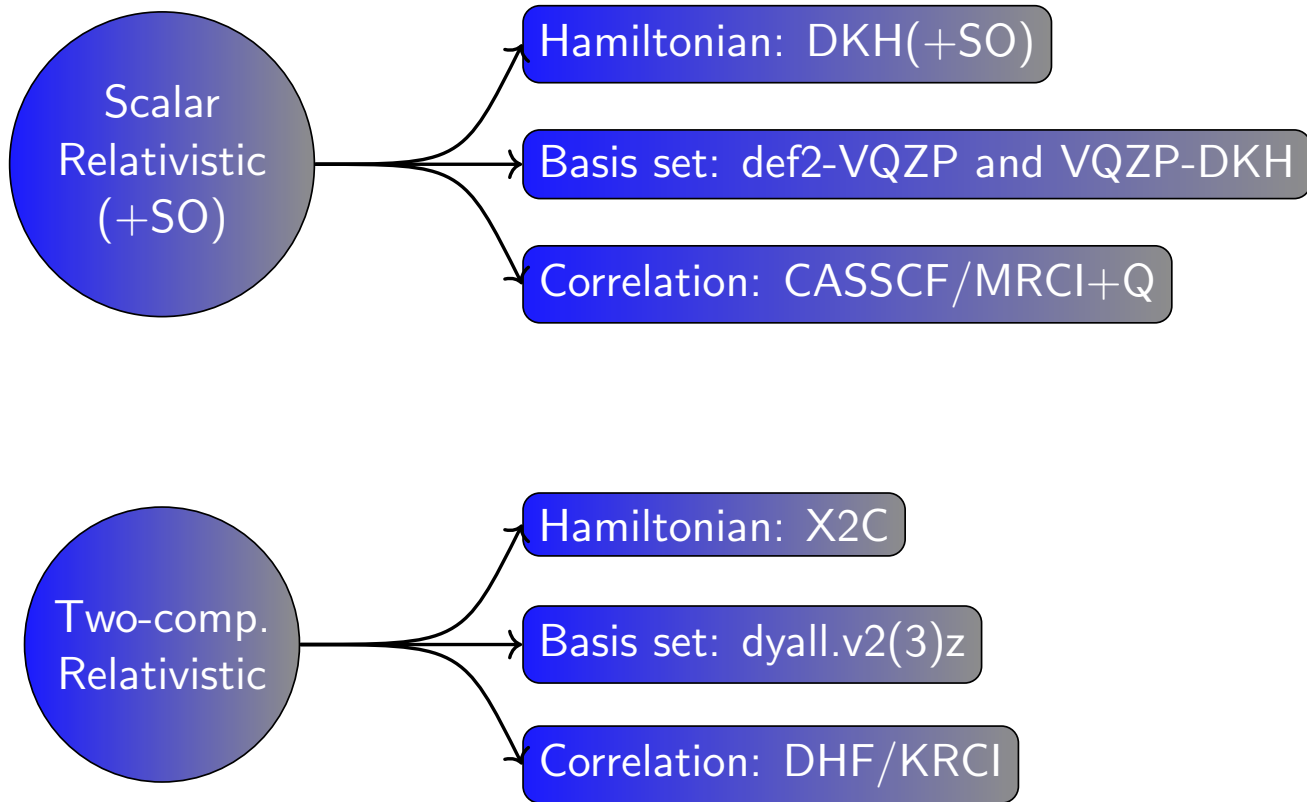 Scalar
Relativistic
(+SO)
Hamiltonian: DKH(+SO)
Basis set: def2-VQZP and VQZP-DKH
Correlation: CASSCF/MRCI+Q
Two-comp.
Relativistic
Hamiltonian: X2C
Basis set: dyall.v2(3)z
Correlation: DHF/KRCI